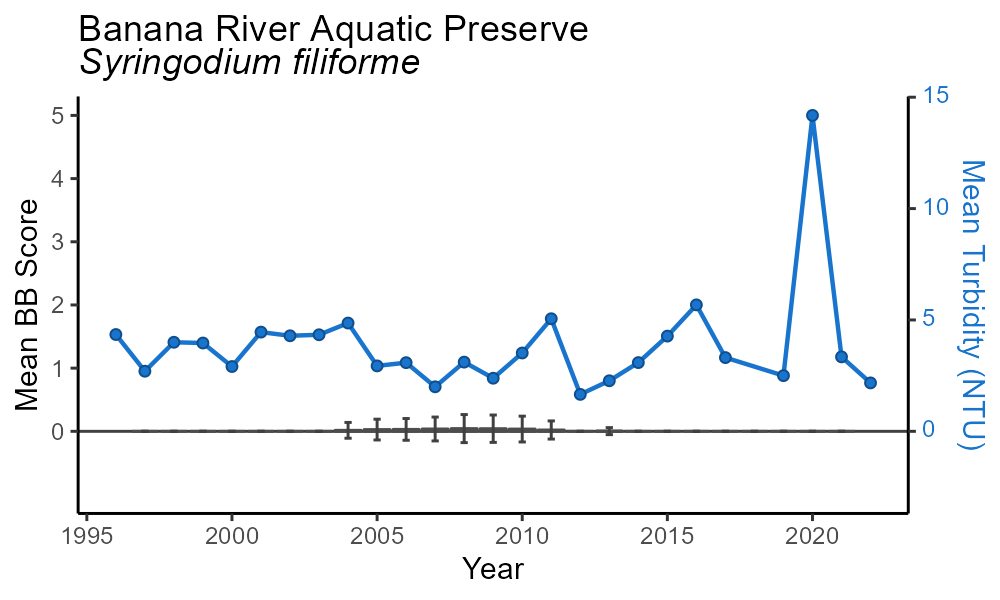 Banana River Aquatic Preserve
Syringodium filiforme
Mean BB Score
5
4
3
2
1
0
15
10
5
0
Mean Turbidity (NTU)
1995 2000 2005 2010 2015 2020
Year